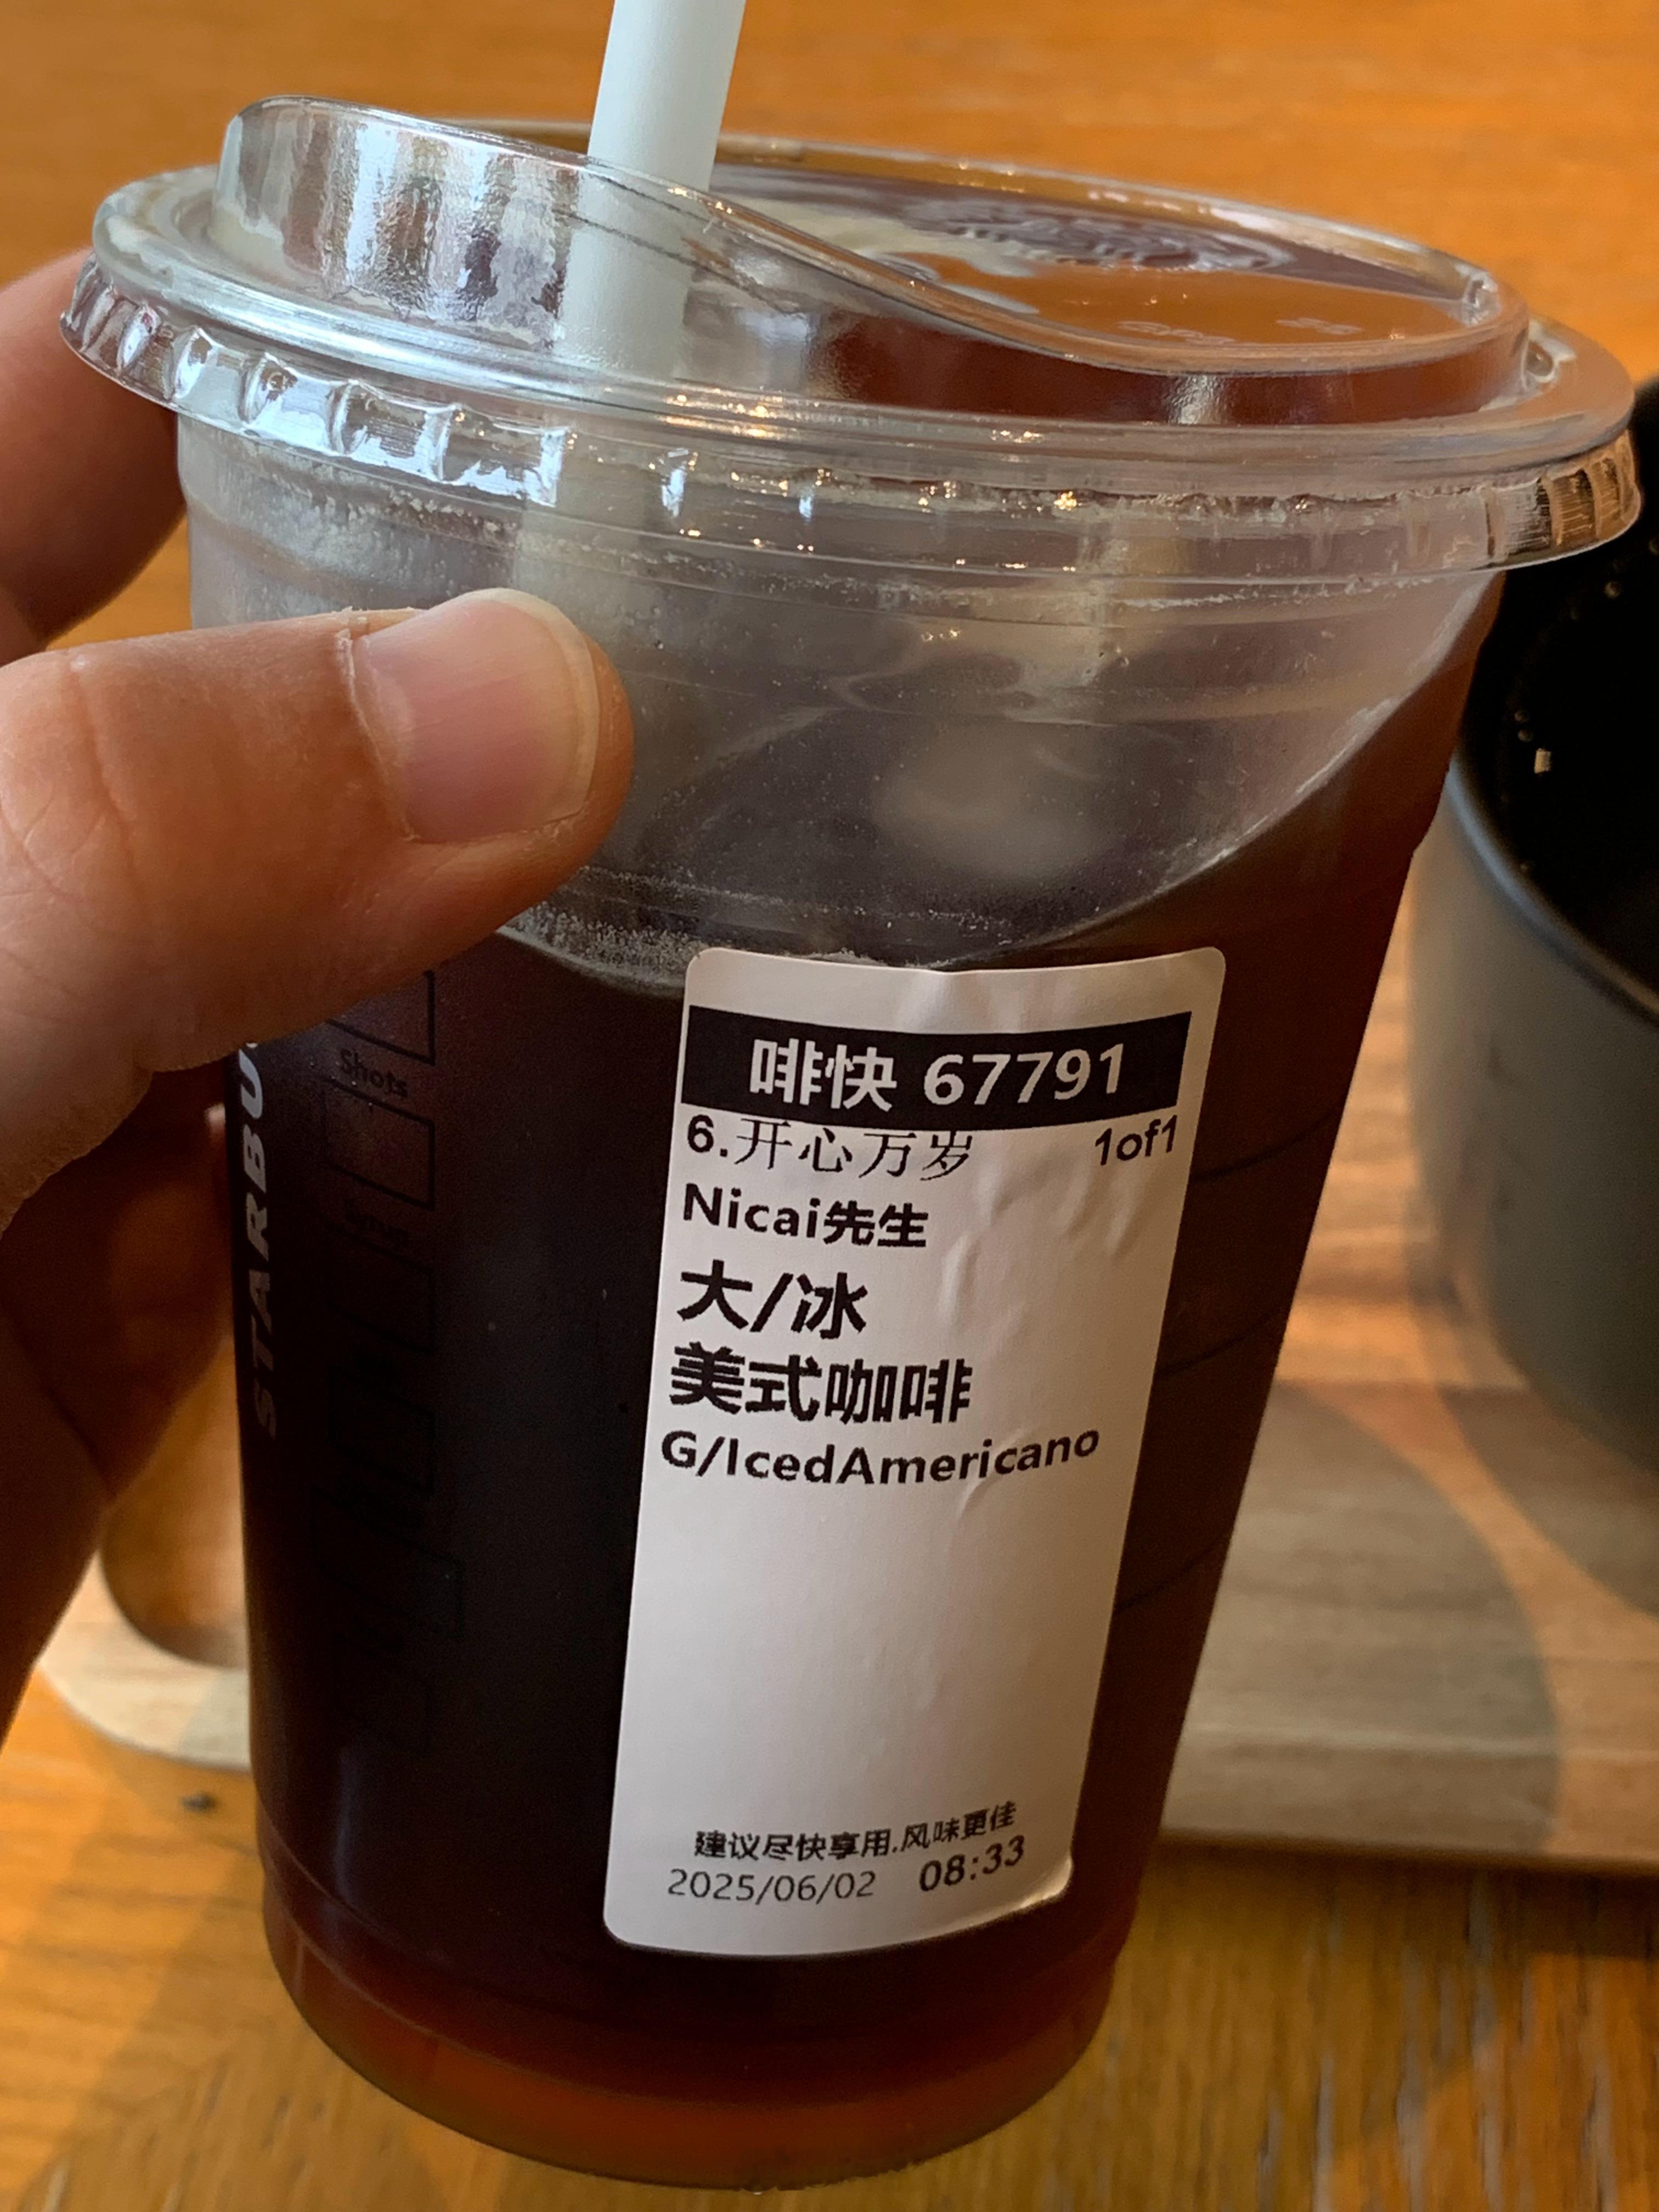 STARBU
Shots
啡快 67791
6.开心万岁 1of1
Nicai先生
大/冰
美式咖啡
G/IcedAmericano
建议尽快享用.风味更佳
2025/06/02 08:33